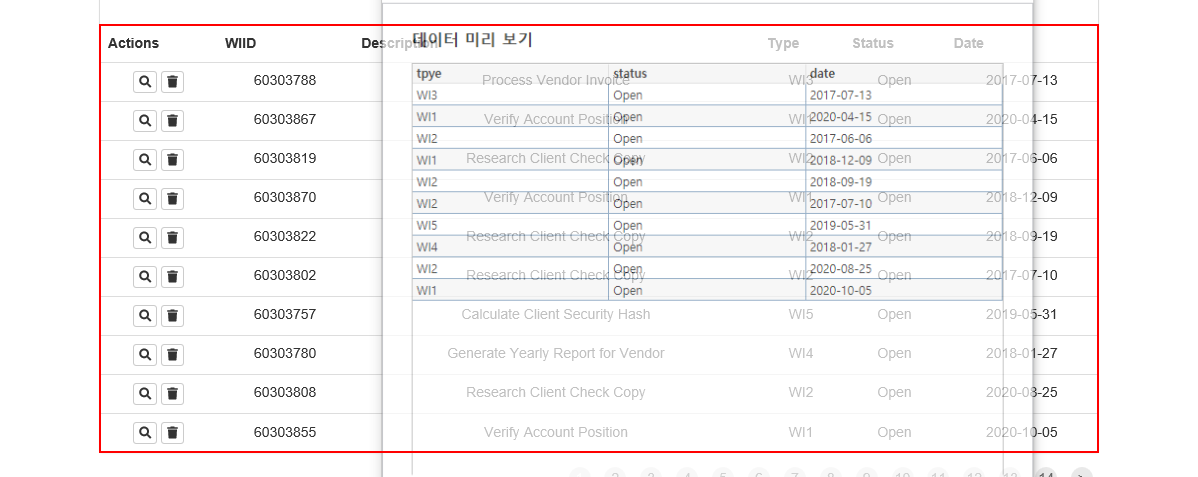 데이터 미리 보기
Actions WIID Description Type Status Date
tpye status date
60303788 Process Vendor Invoice WI3 Open 2017-07-13
WI3 Open 2017-07-13
60303867 Verify Account Position WI1 Open 2020-04-15
WI1 Open 2020-04-15
WI2 Open 2017-06-06
60303819 Research Client Check Copy WI2 Open 2017-06-06
WI1 Open 2018-12-09
WI2 Open 2018-09-19
60303870 Verify Account Position WI1 Open 2018-12-09
WI2 Open 2017-07-10
WI5 Open 2019-05-31
60303822 Research Client Check Copy WI2 Open 2018-09-19
WI4 Open 2018-01-27
WI2 Open 2020-08-25
60303802 Research Client Check Copy WI2 Open 2017-07-10
WI1 Open 2020-10-05
60303757 Calculate Client Security Hash WI5 Open 2019-05-31
60303780 Generate Yearly Report for Vendor WI4 Open 2018-01-27
60303808 Research Client Check Copy WI2 Open 2020-08-25
60303855 Verify Account Position WI1 Open 2020-10-05
2 3 4 5 6 7 8 9 10 11 12 13 14 >